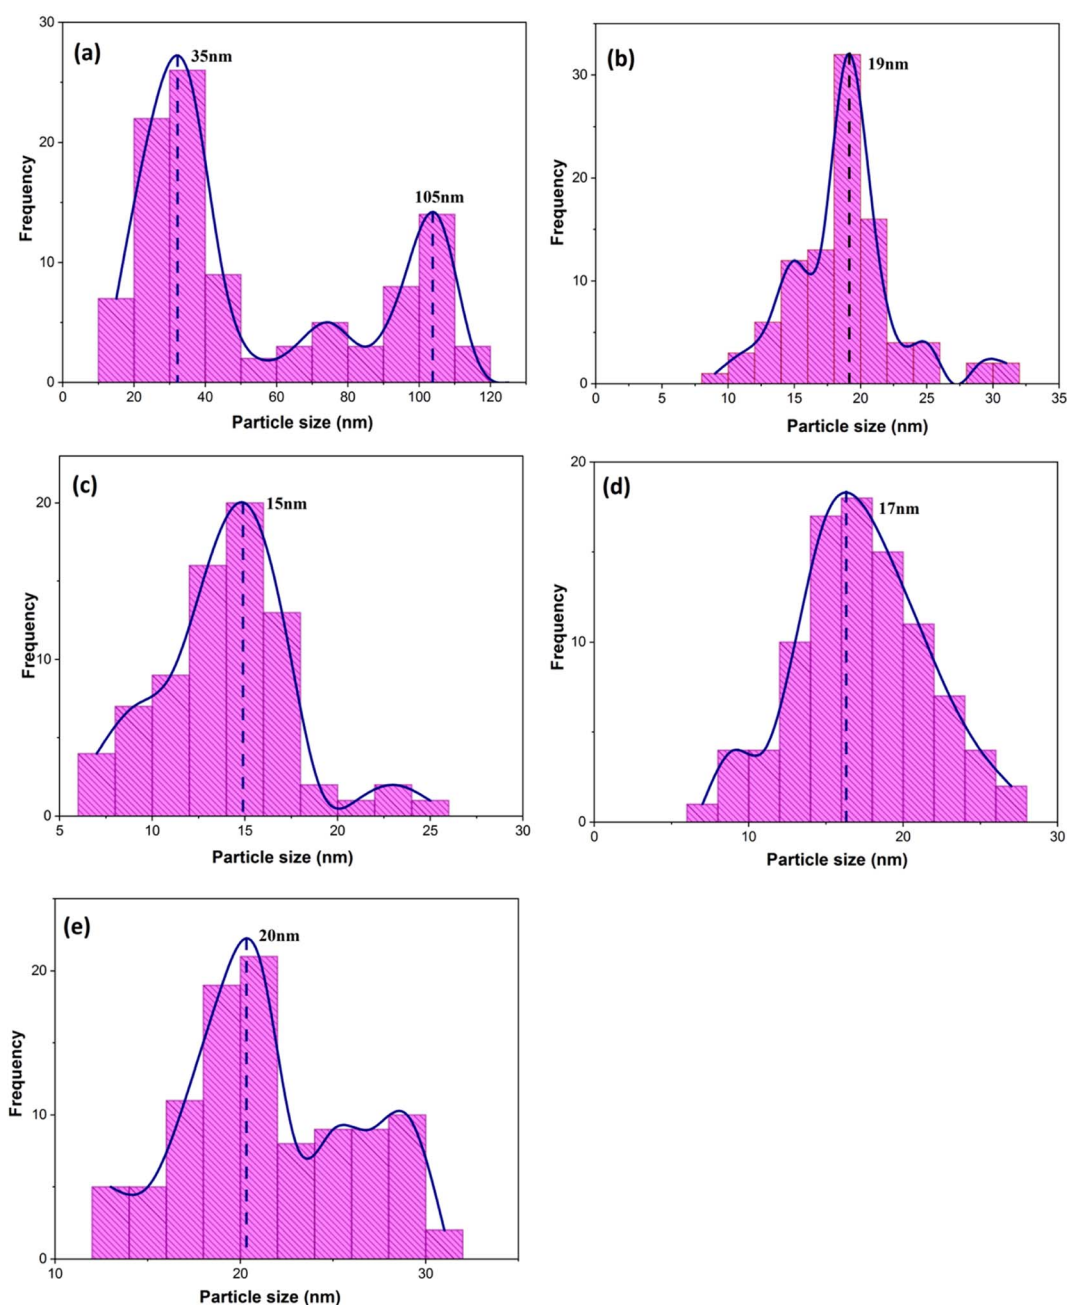 (a)
35nm
105nm
Frequency
30
20
10
0
0 20 40 60 80 100 120
Particle size (nm)
(b)
19nm
Frequency
30
20
10
0
0 5 10 15 20 25 30 35
Particle size (nm)
(c)
15nm
Frequency
20
10
0
5 10 15 20 25 30
Particle size (nm)
(d)
17nm
Frequency
20
10
0
0 10 20 30
Particle size (nm)
(e)
20nm
Frequency
20
10
0
10 20 30
Particle size (nm)